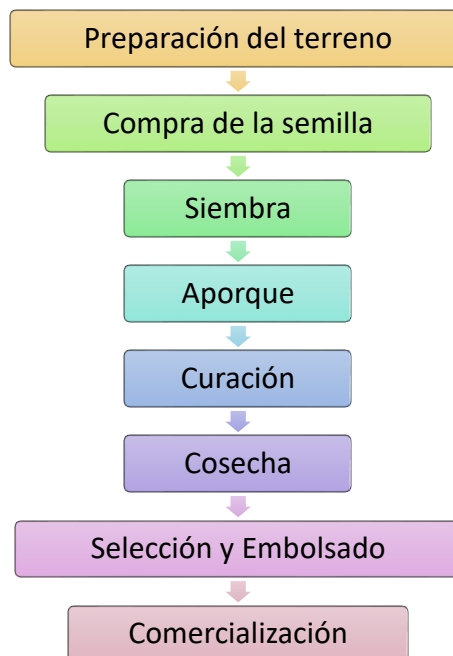 Preparación del terreno
Compra de la semilla
Siembra
Aporque
Curación
Cosecha
Selección y Embolsado
Comercialización